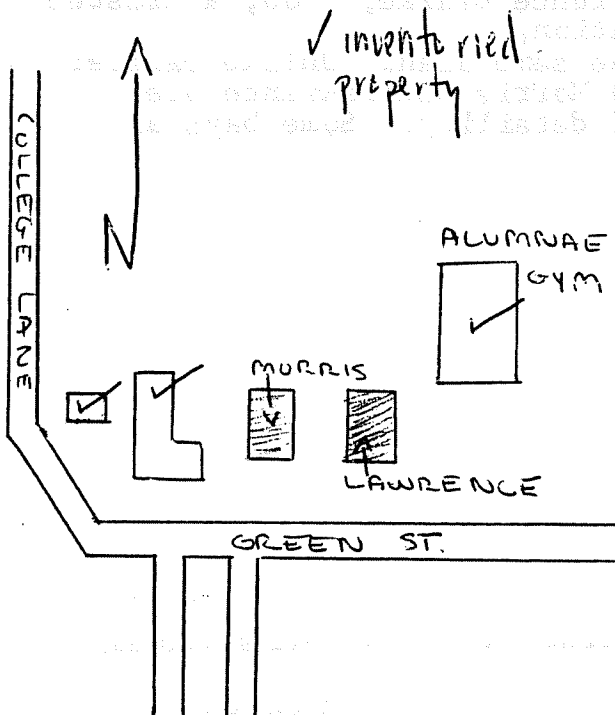 ✓ inventoried
property
COLLEGE LANE
N
ALUMNAE
GYM
MORRIS
LAWRENCE
GREEN ST.